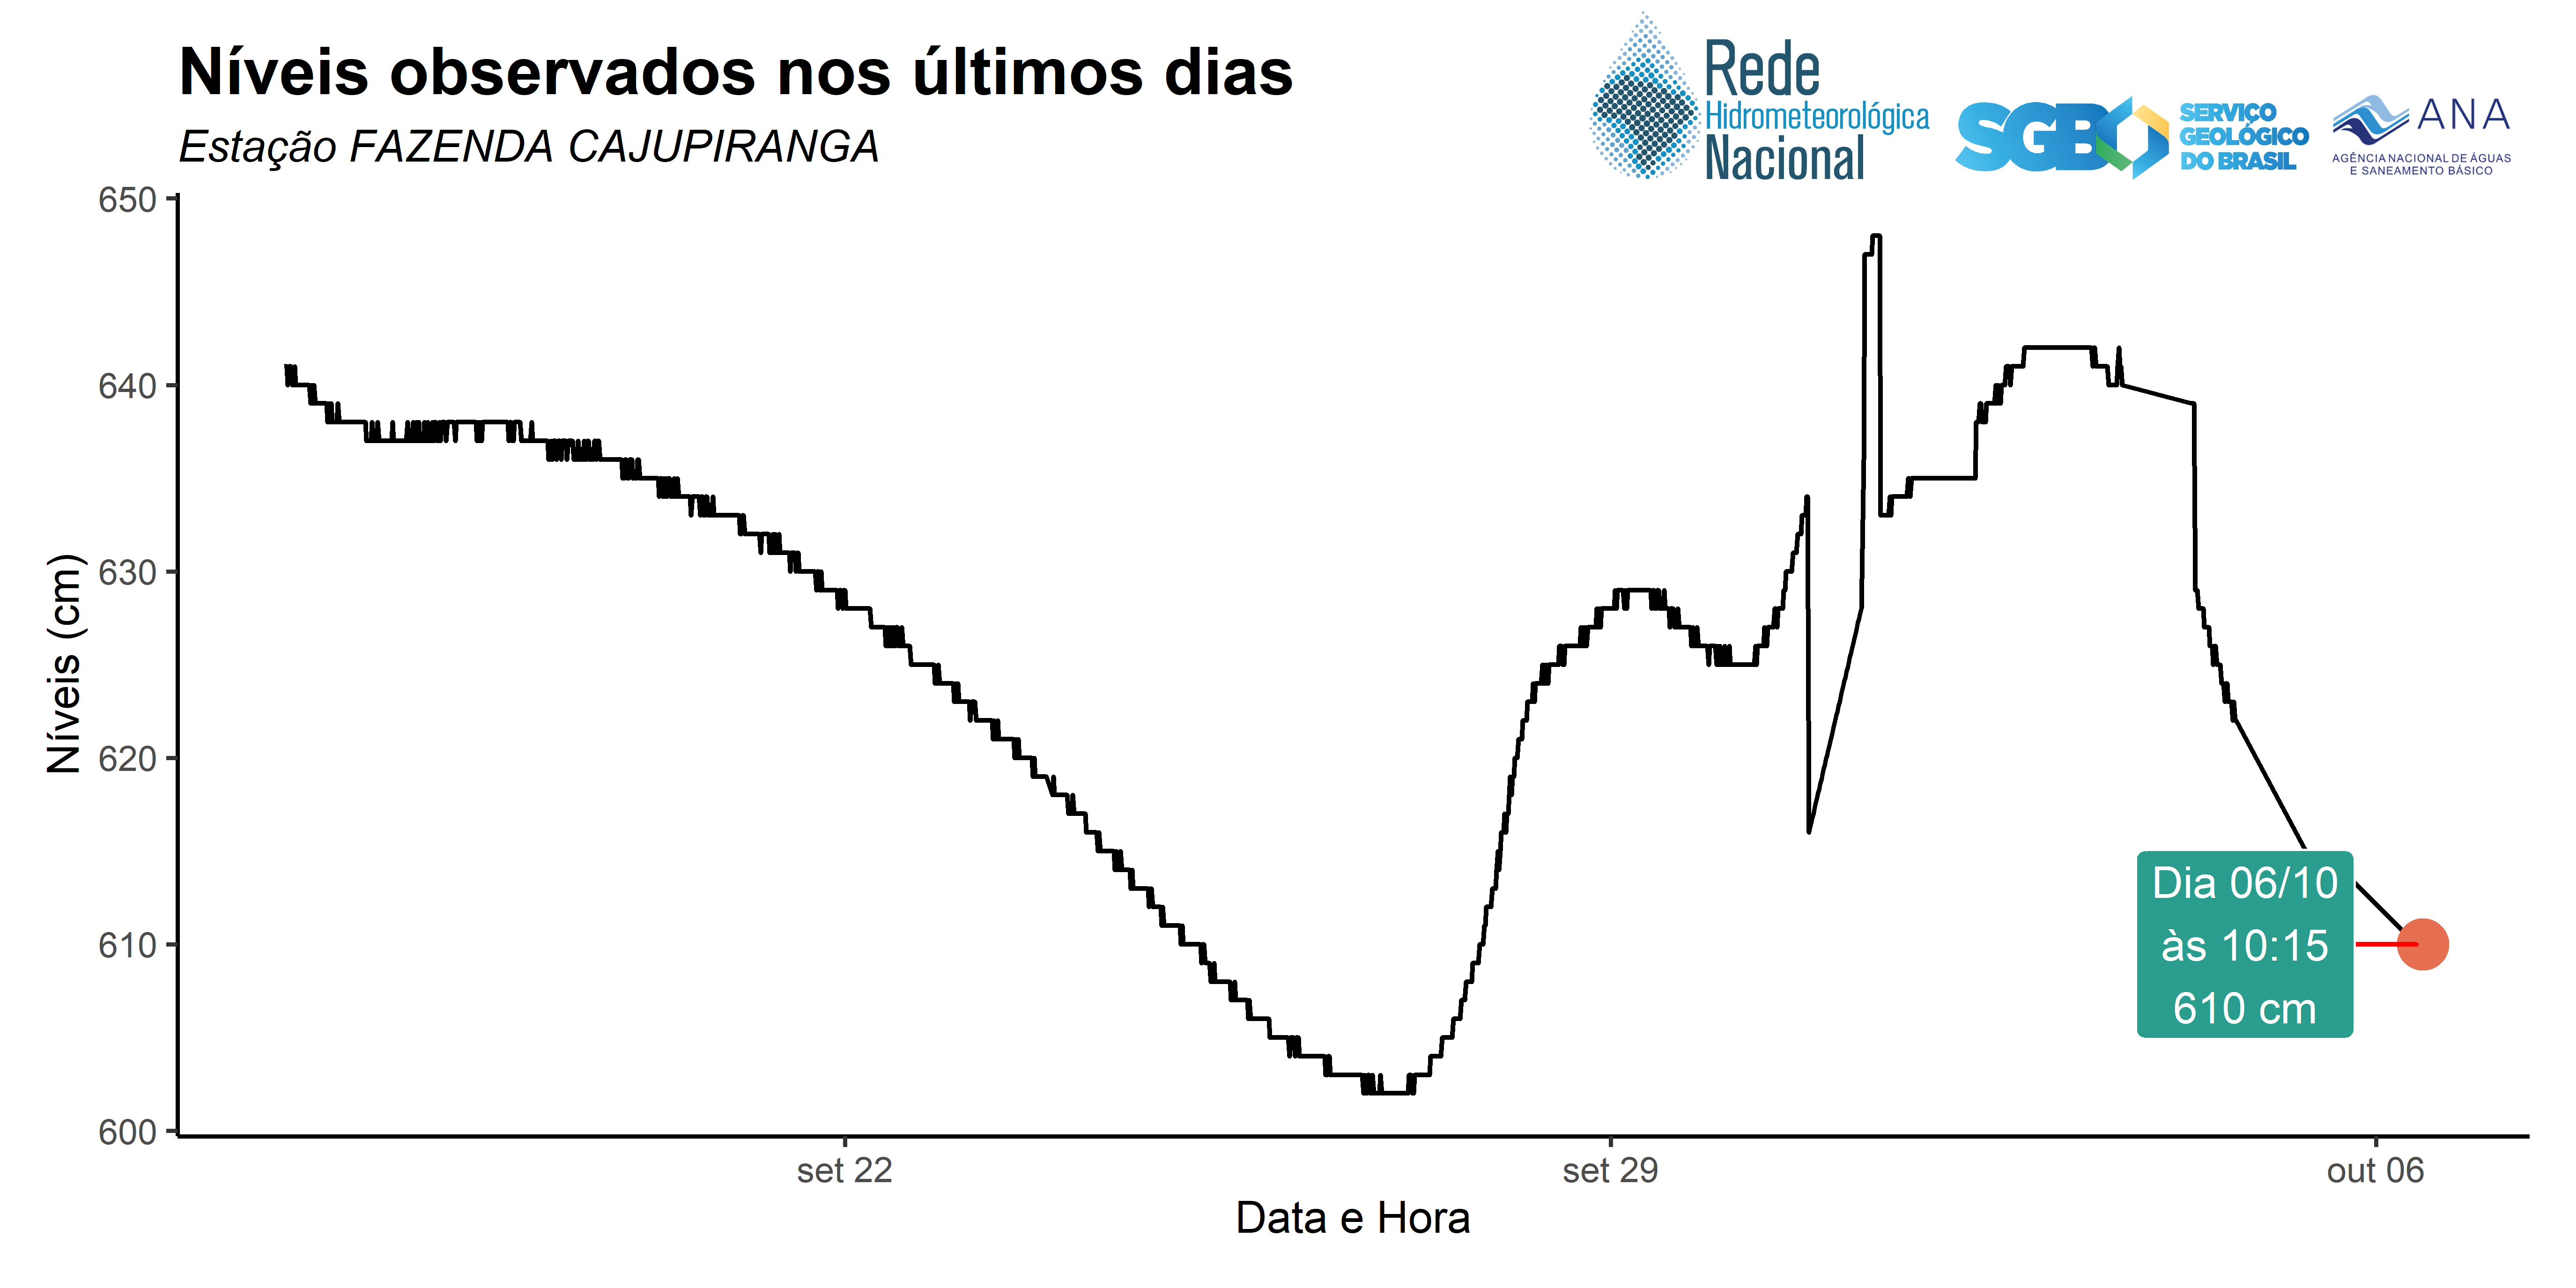 Níveis observados nos últimos dias
Estação FAZENDA CAJUPIRANGA
Rede
Hidrometeorológica
Nacional
SGB
SERVIÇO
GEOLÓGICO
DO BRASIL
ANA
AGÊNCIA NACIONAL DE ÁGUAS
E SANEAMENTO BÁSICO
650
640
630
620
610
600
Níveis (cm)
Dia 06/10
às 10:15
610 cm
set 22
set 29
out 06
Data e Hora